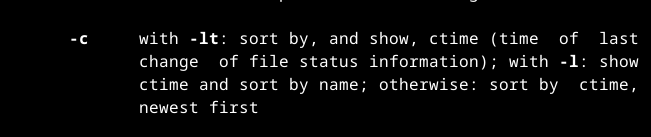 -c with -lt: sort by, and show, ctime (time of last
change of file status information); with -l: show
ctime and sort by name; otherwise: sort by ctime,
newest first